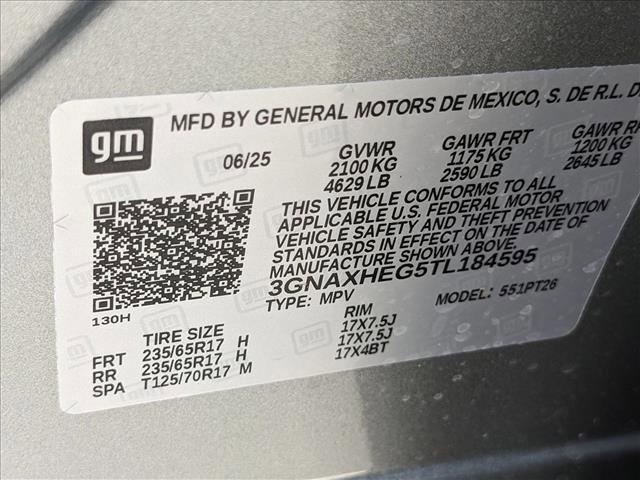 gm
MFD BY GENERAL MOTORS DE MEXICO, S. DE R.L. D
06/25
GVWR GAWR FRT GAWR
2100 KG 1175 KG 1200 KG
4629 LB 2590 LB 2645 LB
THIS VEHICLE CONFORMS TO ALL
APPLICABLE U.S. FEDERAL MOTOR
VEHICLE SAFETY AND THEFT PREVENTION
STANDARDS IN EFFECT ON THE DATE OF
MANUFACTURE SHOWN ABOVE.
3GNAXHEG5TL184595
TYPE: MPV MODEL: 551PT26
130H
TIRE SIZE RIM
FRT 235/65R17 H 17X7.5J
RR 235/65R17 H 17X7.5J
SPA T125/70R17 M 17X4BT